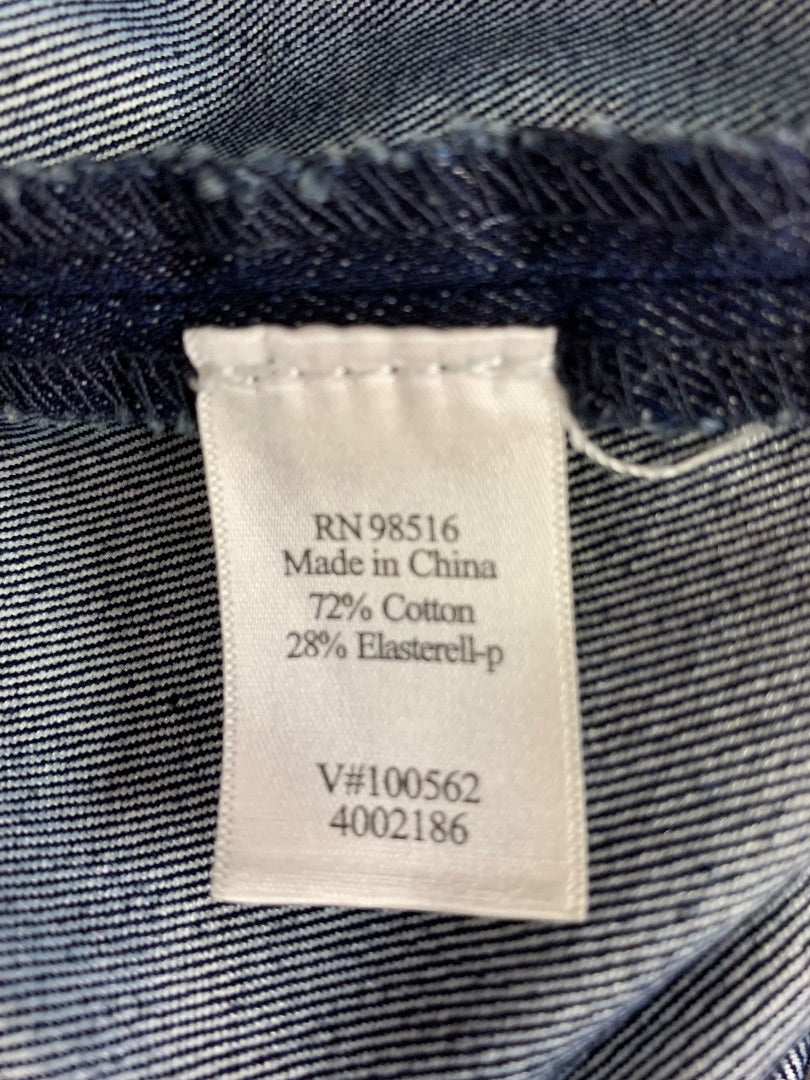 RN 98516
Made in China
72% Cotton
28% Elasterell-p
V#100562
4002186